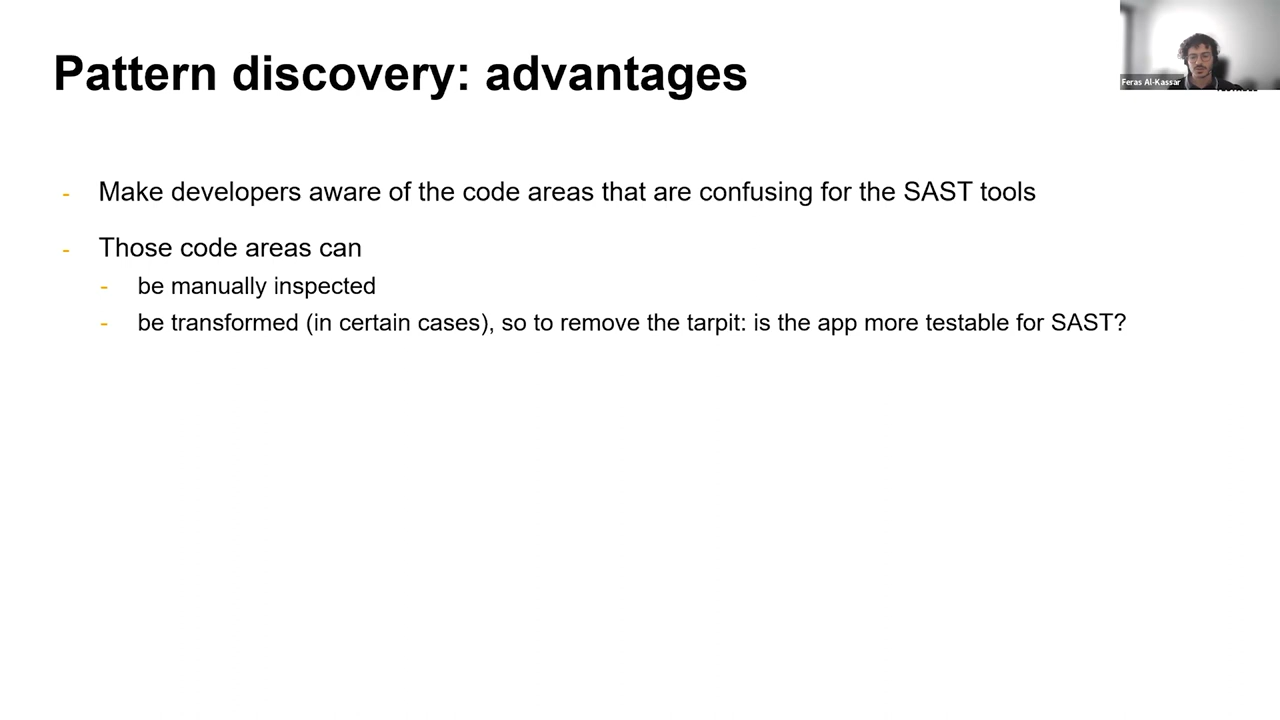 Pattern discovery: advantages
Feras Al-Kassar
- Make developers aware of the code areas that are confusing for the SAST tools
- Those code areas can
- be manually inspected
- be transformed (in certain cases), so to remove the tarpit: is the app more testable for SAST?